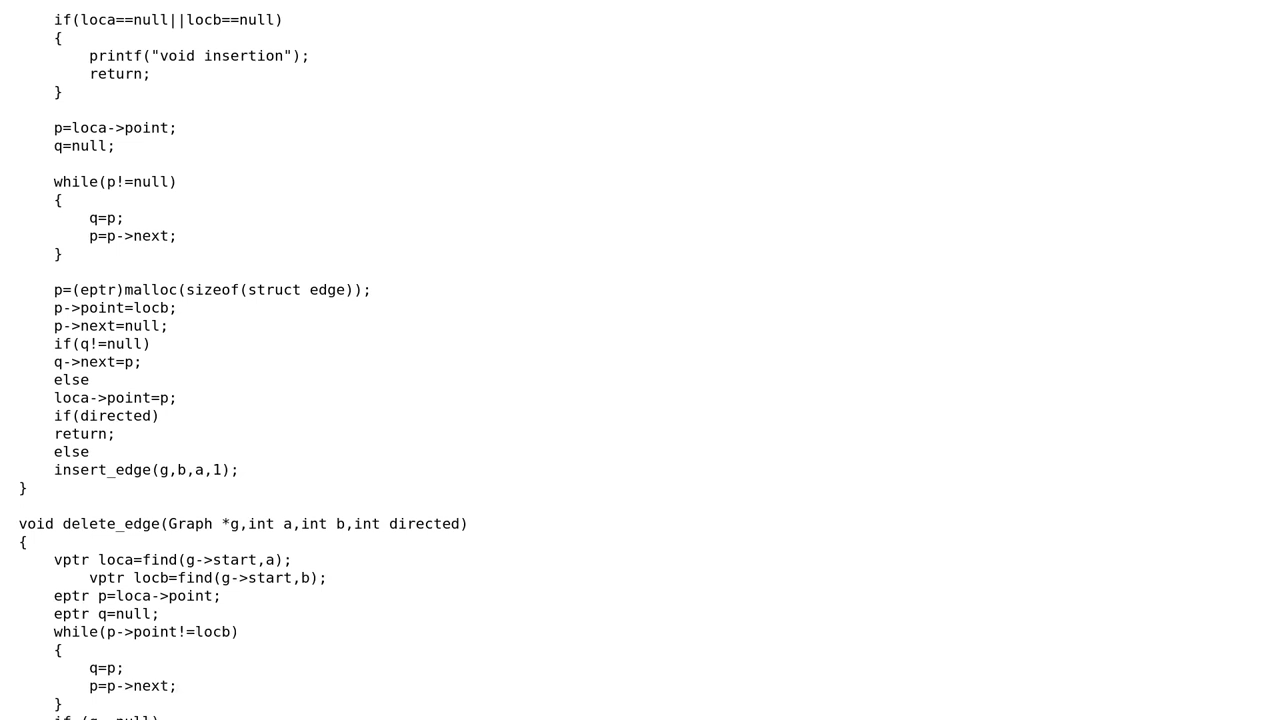 if(loca==null||locb==null)
    {
        printf("void insertion");
        return;
    }

    p=loca->point;
    q=null;

    while(p!=null)
    {
        q=p;
        p=p->next;
    }

    p=(eptr)malloc(sizeof(struct edge));
    p->point=locb;
    p->next=null;
    if(q!=null)
    q->next=p;
    else
    loca->point=p;
    if(directed)
    return;
    else
    insert_edge(g,b,a,1);
}

void delete_edge(Graph *g,int a,int b,int directed)
{
    vptr loca=find(g->start,a);
        vptr locb=find(g->start,b);
    eptr p=loca->point;
    eptr q=null;
    while(p->point!=locb)
    {
        q=p;
        p=p->next;
    }